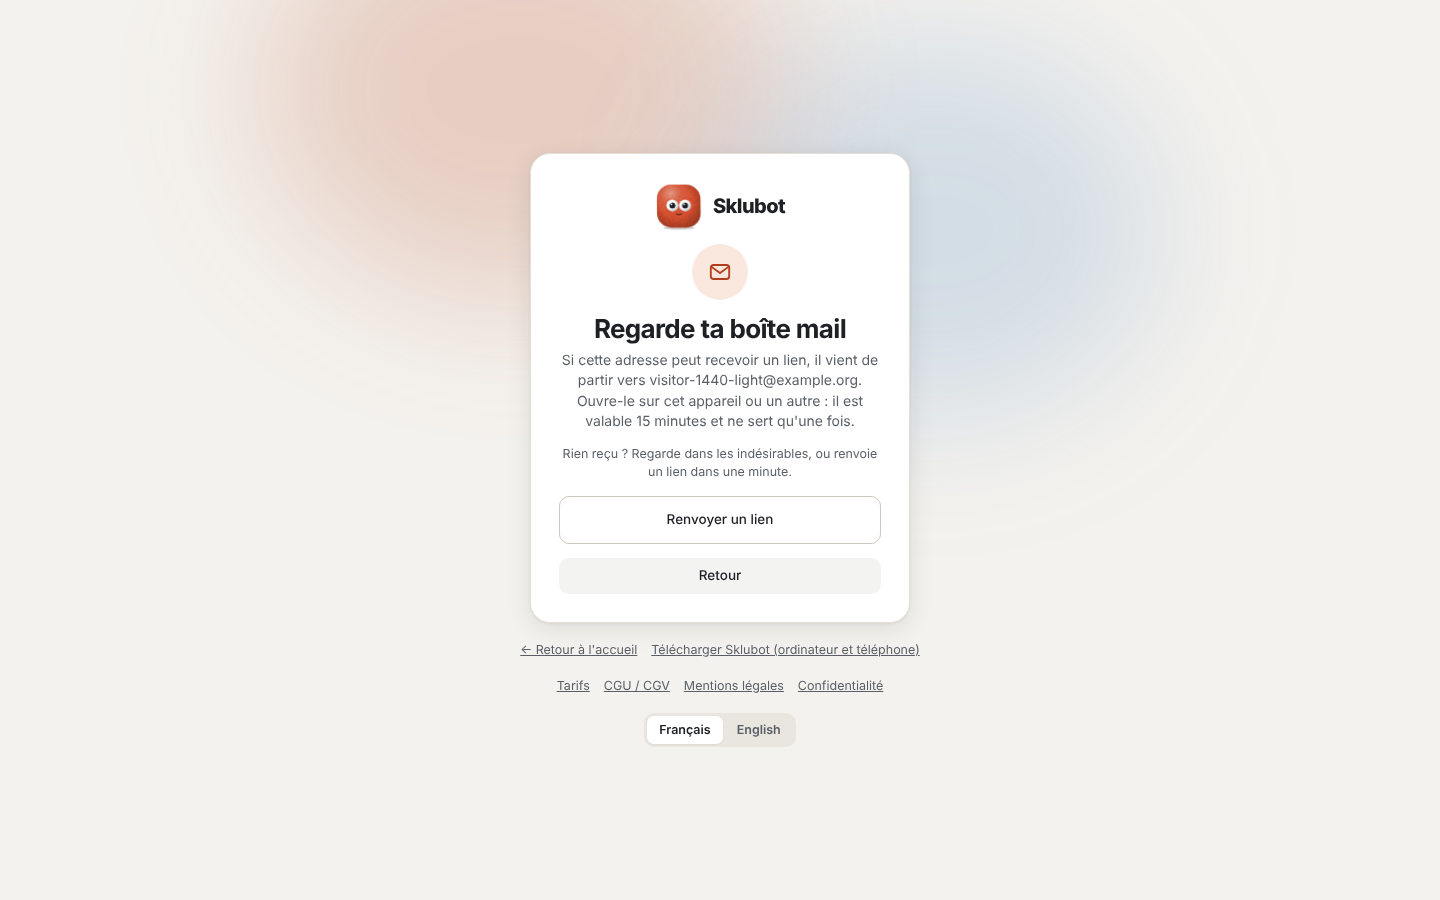 Sklubot
Regarde ta boîte mail
Si cette adresse peut recevoir un lien, il vient de
partir vers visitor-1440-light@example.org.
Ouvre-le sur cet appareil ou un autre : il est
valable 15 minutes et ne sert qu'une fois.
Rien reçu ? Regarde dans les indésirables, ou renvoie
un lien dans une minute.
Renvoyer un lien
Retour
← Retour à l'accueil Télécharger Sklubot (ordinateur et téléphone)
Tarifs CGU / CGV Mentions légales Confidentialité
Français English